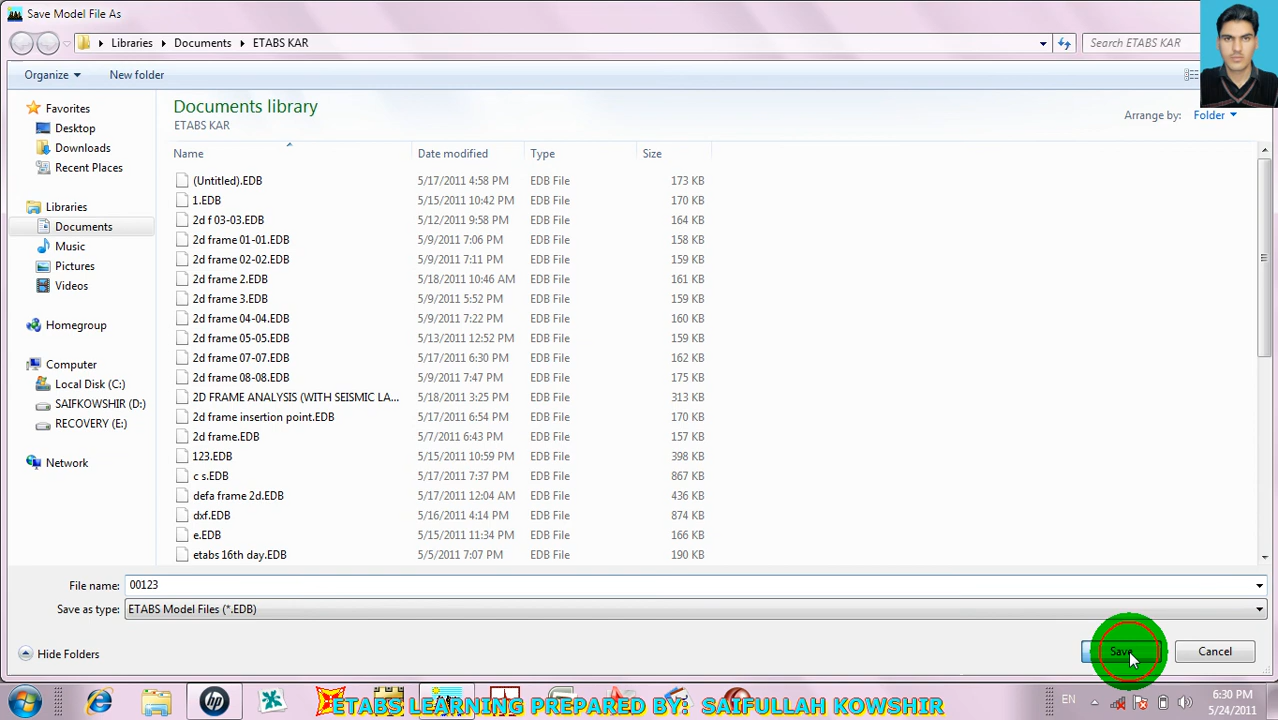 Save Model File As
Libraries Documents ETABS KAR
Search ETABS KAR
Organize New folder
Documents library
ETABS KAR
Arrange by: Folder
Name Date modified Type Size
Favorites
Desktop
Downloads
Recent Places
Libraries
Documents
Music
Pictures
Videos
Homegroup
Computer
Local Disk (C:)
SAIFKOWSHIR (D:)
RECOVERY (E:)
Network
(Untitled).EDB 5/17/2011 4:58 PM EDB File 173 KB
1.EDB 5/15/2011 10:42 PM EDB File 170 KB
2d f 03-03.EDB 5/12/2011 9:58 PM EDB File 164 KB
2d frame 01-01.EDB 5/9/2011 7:06 PM EDB File 158 KB
2d frame 02-02.EDB 5/9/2011 7:11 PM EDB File 159 KB
2d frame 2.EDB 5/18/2011 10:46 AM EDB File 161 KB
2d frame 3.EDB 5/9/2011 5:52 PM EDB File 159 KB
2d frame 04-04.EDB 5/9/2011 7:22 PM EDB File 160 KB
2d frame 05-05.EDB 5/13/2011 12:52 PM EDB File 159 KB
2d frame 07-07.EDB 5/17/2011 6:30 PM EDB File 162 KB
2d frame 08-08.EDB 5/9/2011 7:47 PM EDB File 175 KB
2D FRAME ANALYSIS (WITH SEISMIC LA... 5/18/2011 3:25 PM EDB File 313 KB
2d frame insertion point.EDB 5/17/2011 6:54 PM EDB File 170 KB
2d frame.EDB 5/7/2011 6:43 PM EDB File 157 KB
123.EDB 5/15/2011 10:59 PM EDB File 398 KB
c s.EDB 5/17/2011 7:37 PM EDB File 867 KB
defa frame 2d.EDB 5/17/2011 12:04 AM EDB File 436 KB
dxf.EDB 5/16/2011 4:14 PM EDB File 874 KB
e.EDB 5/15/2011 11:34 PM EDB File 166 KB
etabs 16th day.EDB 5/5/2011 7:07 PM EDB File 190 KB
File name: 00123
Save as type: ETABS Model Files (*.EDB)
Hide Folders
Save
Cancel
ETABS LEARNING PREPARED BY: SAIFULLAH KOWSHIR
EN
6:30 PM
5/24/2011